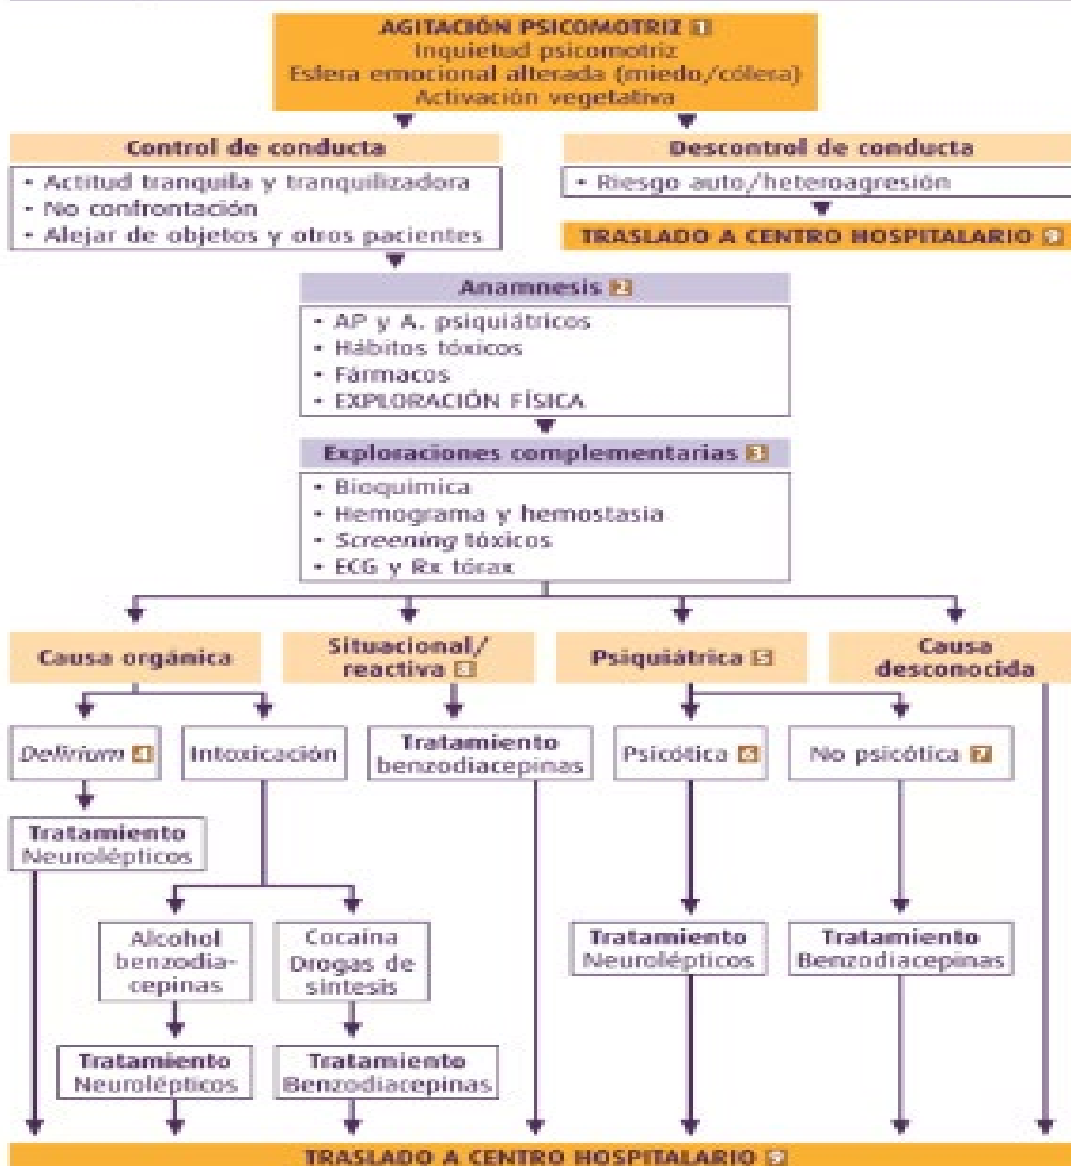 AGITACIÓN PSICOMOTRIZ 1
Inquietud psicomotriz
Esfera emocional alterada (miedo/cólera)
Activación vegetativa
Control de conducta
• Actitud tranquila y tranquilizadora
• No confrontación
• Alejar de objetos y otros pacientes
Descontrol de conducta
• Riesgo auto/heteroagresión
TRASLADO A CENTRO HOSPITALARIO
Anamnesis 2
• AP y A. psiquiátricos
• Hábitos tóxicos
• Fármacos
• EXPLORACIÓN FÍSICA
Exploraciones complementarias 3
• Bioquímica
• Hemograma y hemostasia
• Screening tóxicos
• ECG y Rx tórax
Causa orgánica
Situacional/
reactiva
Psiquiátrica 5
Causa
desconocida
Delirium 4
Intoxicación
Tratamiento
benzodiacepinas
Psicótica 6
No psicótica 7
Tratamiento
Neurolépticos
Alcohol
benzodia-
cepinas
Cocaína
Drogas de
síntesis
Tratamiento
Neurolépticos
Tratamiento
Benzodiacepinas
Tratamiento
Neurolépticos
Tratamiento
Benzodiacepinas
TRASLADO A CENTRO HOSPITALARIO